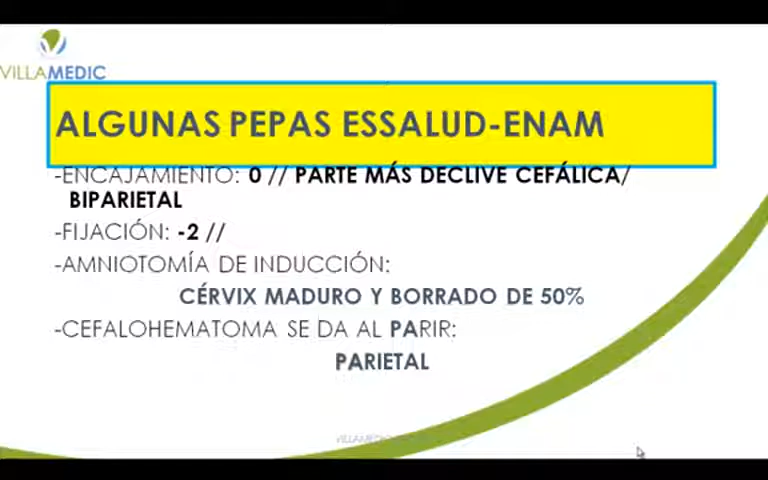 VILLAMEDIC
ALGUNAS PEPAS ESSALUD-ENAM
-ENCAJAMIENTO: 0 // PARTE MÁS DECLIVE CEFÁLICA/
BIPARIETAL
-FIJACIÓN: -2 //
-AMNIOTOMÍA DE INDUCCIÓN:
CÉRVIX MADURO Y BORRADO DE 50%
-CEFALOHEMATOMA SE DA AL PARIR:
PARIETAL